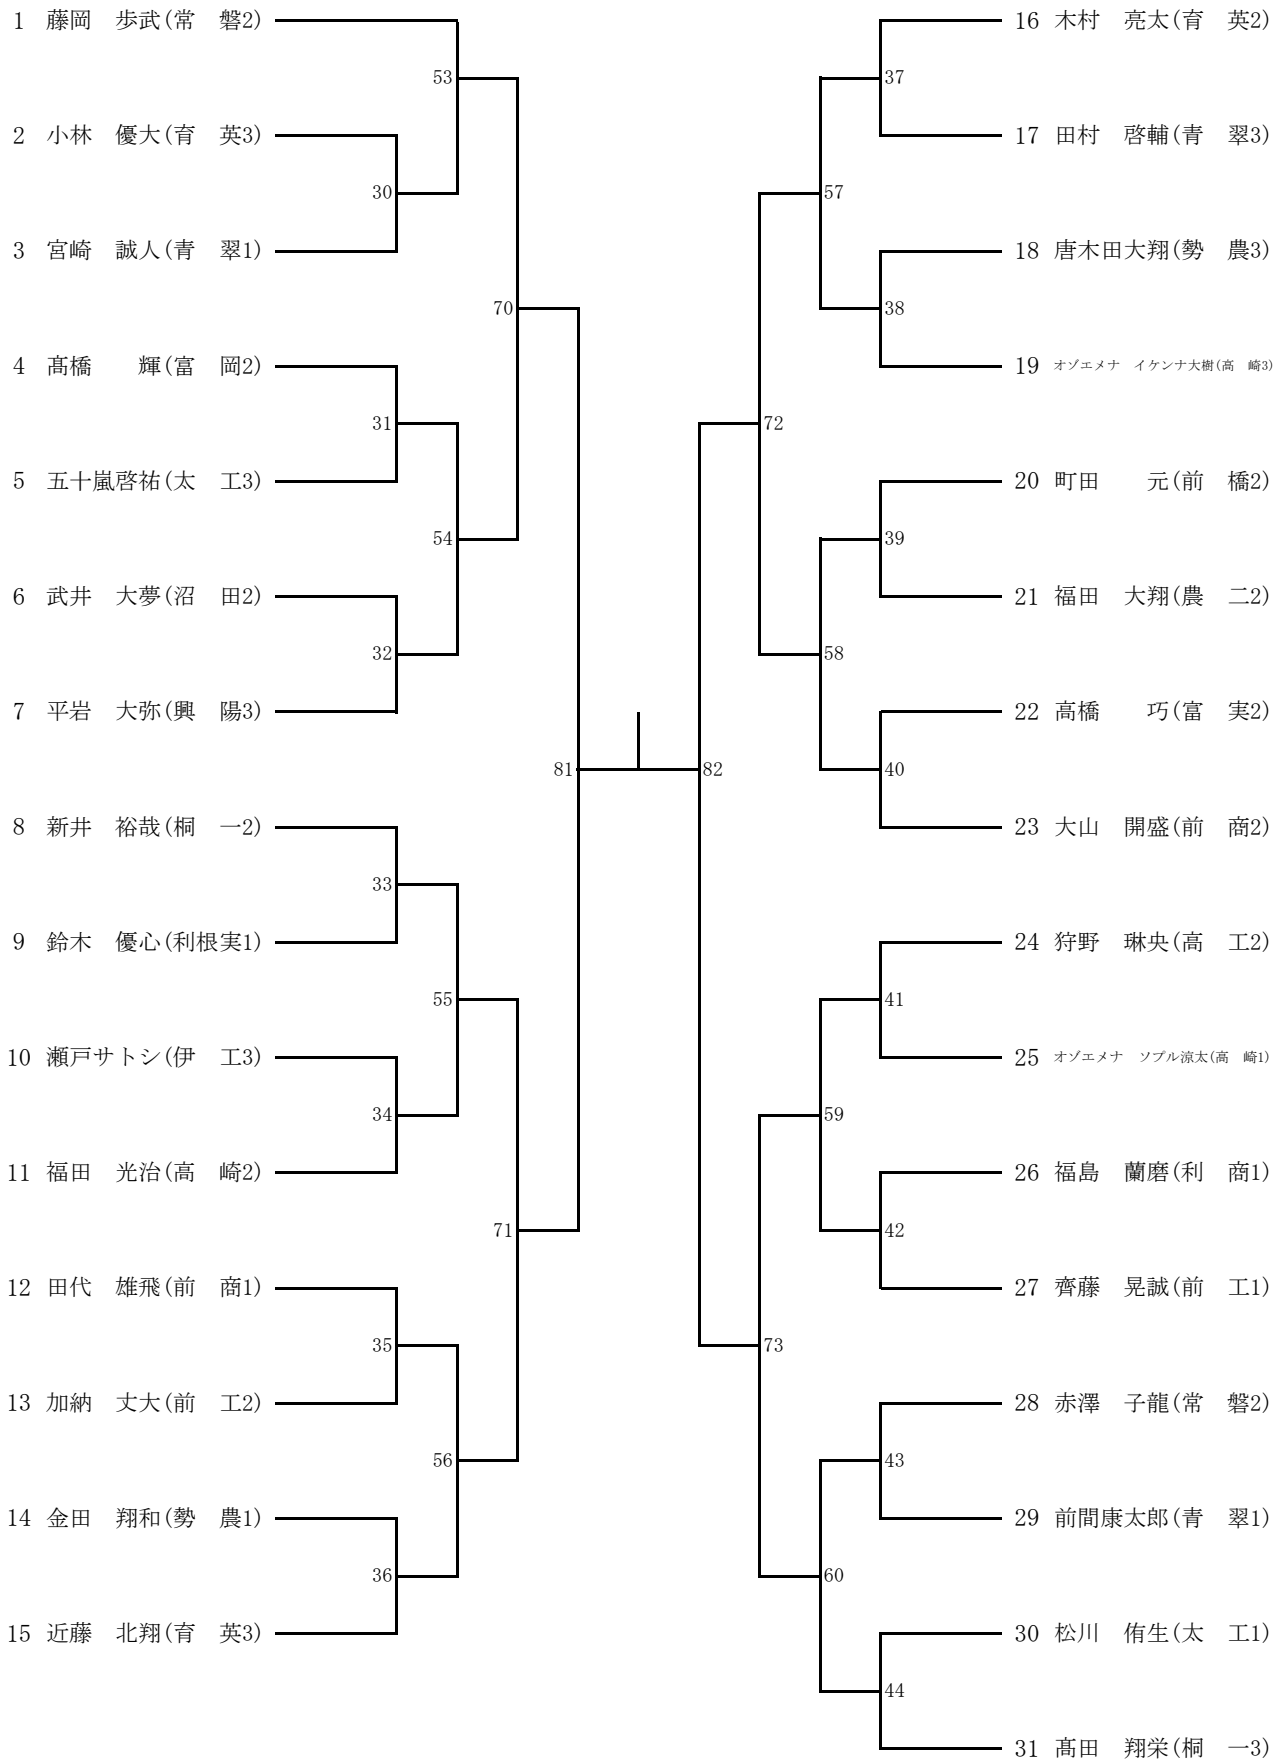 1 藤岡　歩武(常　磐2)
53
2 小林　優大(育　英3)
30
3 宮崎　誠人(青　翠1)
70
4 髙橋　　輝(富　岡2)
31
5 五十嵐啓祐(太　工3)
54
6 武井　大夢(沼　田2)
32
7 平岩　大弥(興　陽3)
81
8 新井　裕哉(桐　一2)
33
9 鈴木　優心(利根実1)
55
10 瀬戸サトシ(伊　工3)
34
11 福田　光治(高　崎2)
71
12 田代　雄飛(前　商1)
35
13 加納　丈大(前　工2)
56
14 金田　翔和(勢　農1)
36
15 近藤　北翔(育　英3)
16 木村　亮太(育　英2)
37
17 田村　啓輔(青　翠3)
57
18 唐木田大翔(勢　農3)
38
19 オゾエメナ　イケンナ大樹(高　崎3)
72
20 町田　　元(前　橋2)
39
21 福田　大翔(農　二2)
58
22 高橋　　巧(富　実2)
40
82
23 大山　開盛(前　商2)
24 狩野　琳央(高　工2)
41
25 オゾエメナ　ソプル涼太(高　崎1)
59
26 福島　蘭磨(利　商1)
42
27 齊藤　晃誠(前　工1)
73
28 赤澤　子龍(常　磐2)
43
29 前間康太郎(青　翠1)
60
30 松川　侑生(太　工1)
44
31 髙田　翔栄(桐　一3)